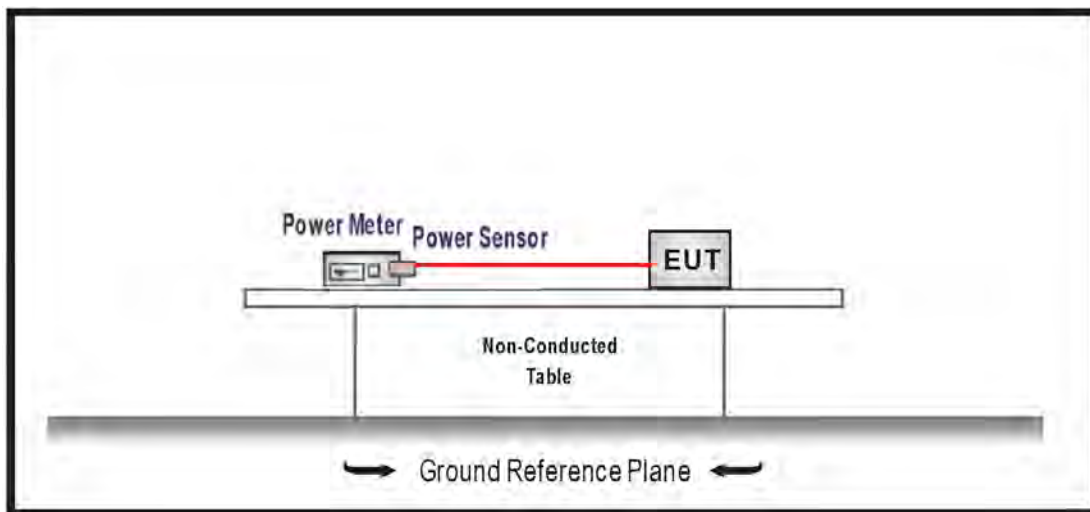 Power Meter
Power Sensor
EUT
Non-Conducted
Table
Ground Reference Plane